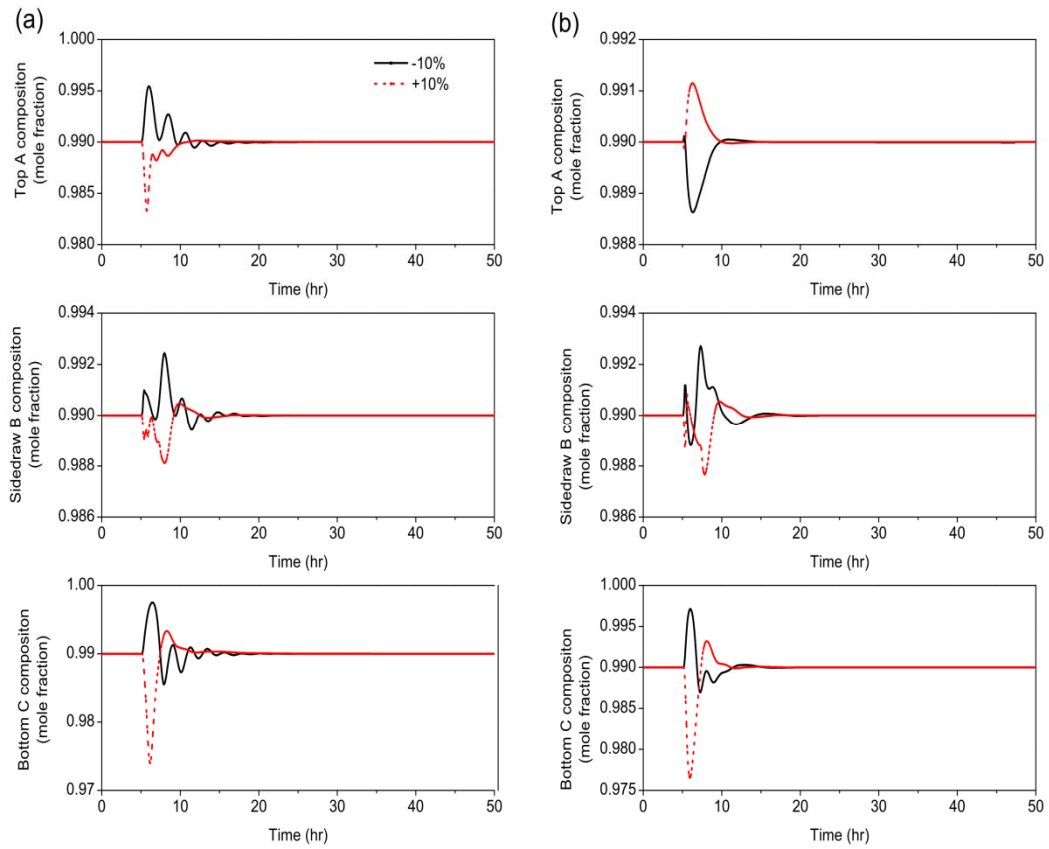 (a)
1.000
0.995
0.990
0.985
0.980
Top A compositon
(mole fraction)
-10%
+10%
0 10 20 30 40 50
Time (hr)
(b)
0.992
0.991
0.990
0.989
0.988
Top A compositon
(mole fraction)
0 10 20 30 40 50
Time (hr)
0.994
0.992
0.990
0.988
0.986
Sidedraw B compositon
(mole fraction)
0 10 20 30 40 50
Time (hr)
0.994
0.992
0.990
0.988
0.986
Sidedraw B compositon
(mole fraction)
0 10 20 30 40 50
Time (hr)
1.00
0.99
0.98
0.97
Bottom C compositon
(mole fraction)
0 10 20 30 40 50
Time (hr)
1.000
0.995
0.990
0.985
0.980
0.975
Bottom C compositon
(mole fraction)
0 10 20 30 40 50
Time (hr)